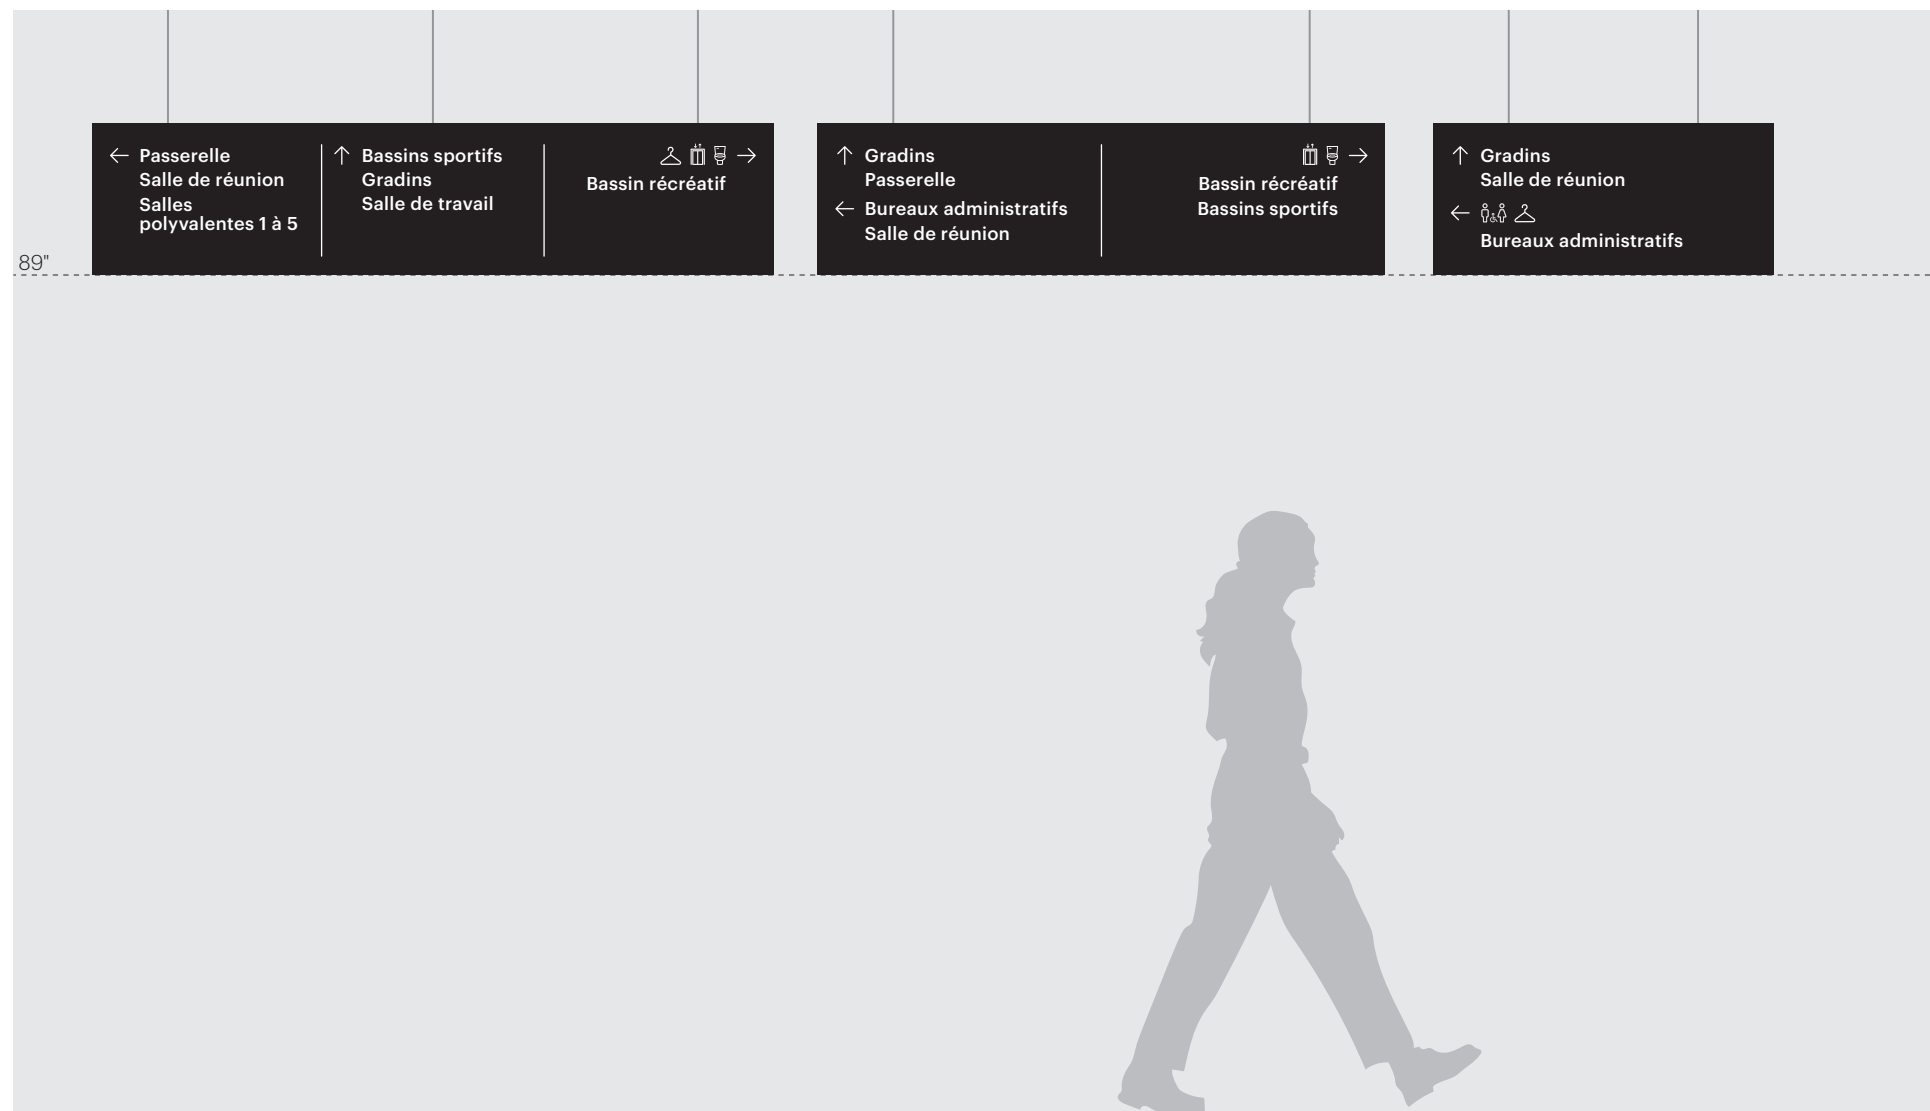 ← Passerelle
Salle de réunion
Salles
polyvalentes 1 à 5
↑ Bassins sportifs
Gradins
Salle de travail
→
Bassin récréatif
↑ Gradins
Passerelle
← Bureaux administratifs
Salle de réunion
→
Bassin récréatif
Bassins sportifs
↑ Gradins
Salle de réunion
←
Bureaux administratifs
89"